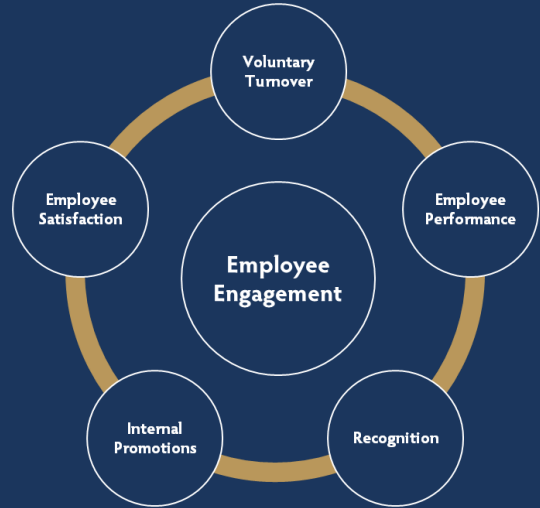 Voluntary
Turnover
Employee
Satisfaction
Employee
Performance
Employee
Engagement
Internal
Promotions
Recognition